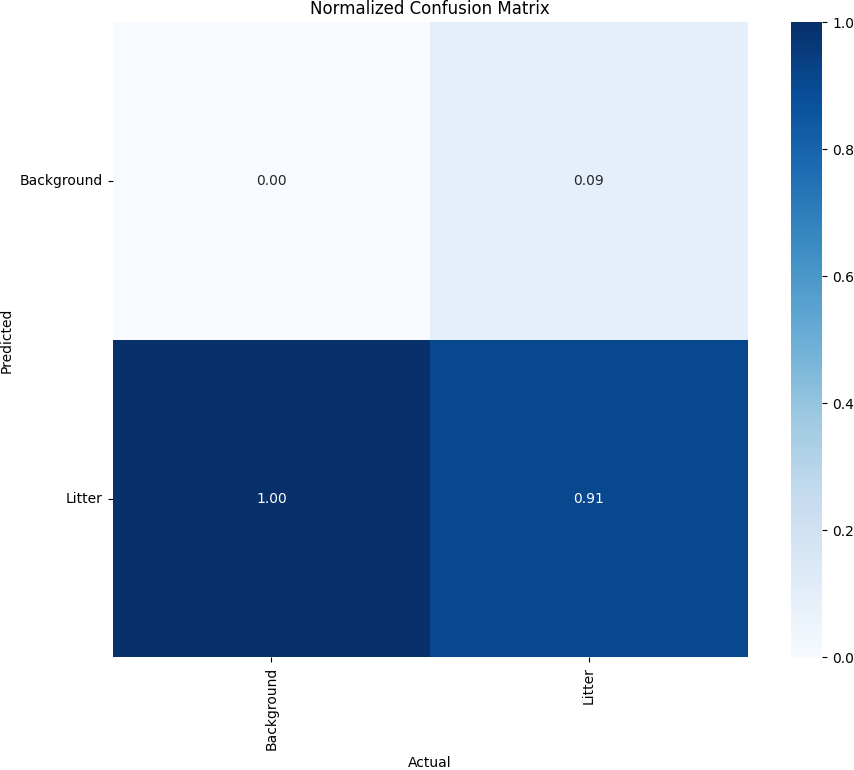 Normalized Confusion Matrix
1.0
0.8
0.6
0.4
0.2
0.0
Predicted
Background
0.00
0.09
Litter
1.00
0.91
Background
Litter
Actual